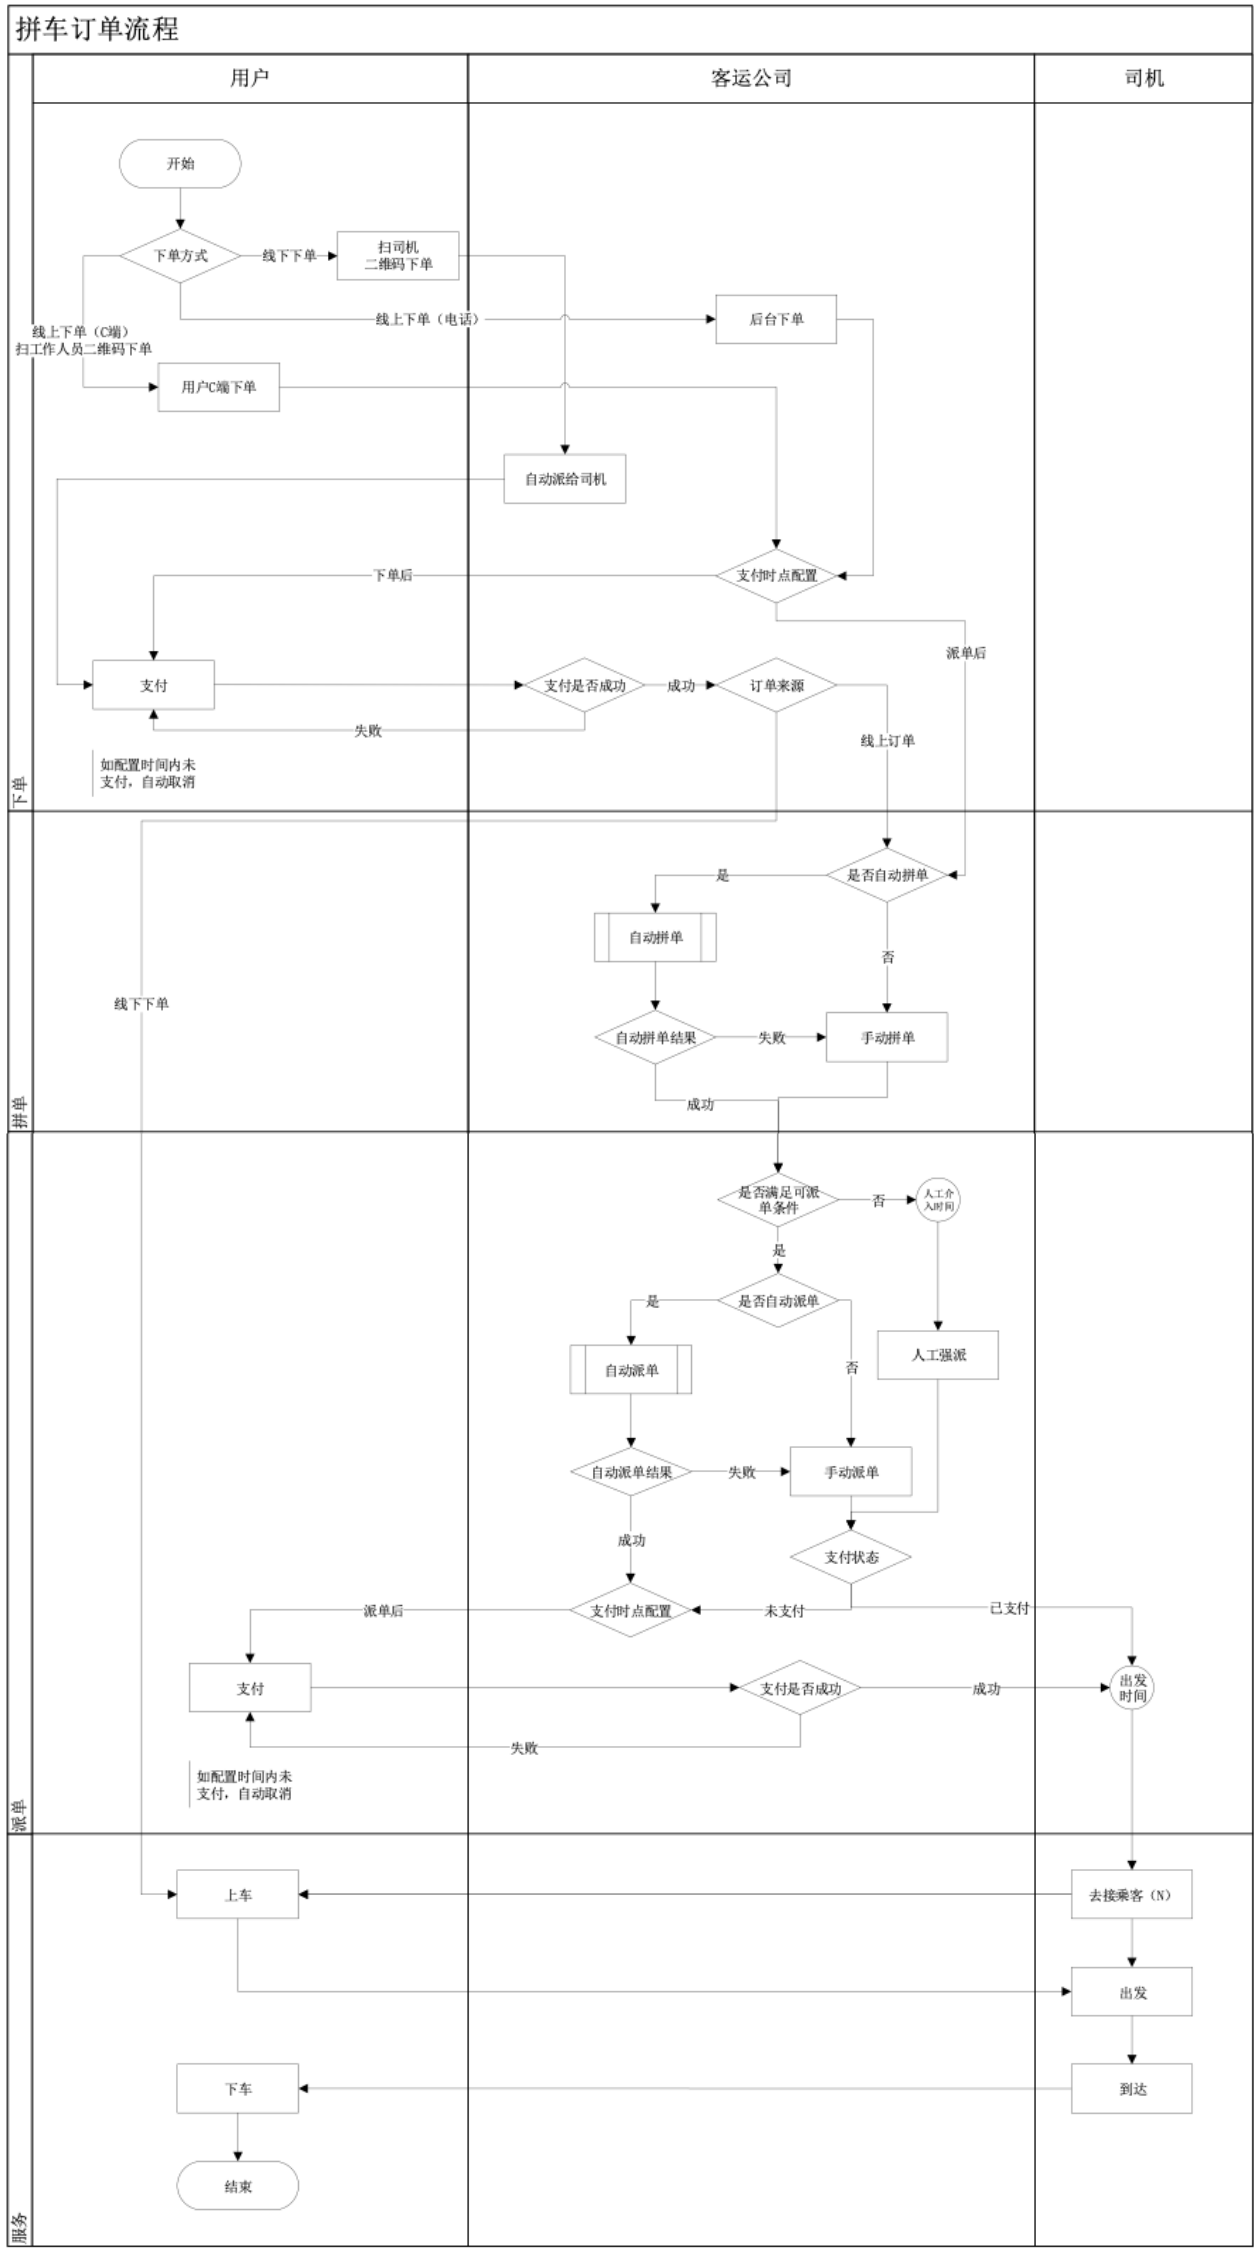 拼车订单流程
用户
客运公司
司机
开始
下单方式
线下下单
扫司机
二维码下单
线上下单（电话）
后台下单
线上下单（C端）
扫工作人员二维码下单
用户C端下单
自动派给司机
下单后
支付时点配置
派单后
支付
支付是否成功
成功
订单来源
失败
线上订单
如配置时间内未
支付，自动取消
下单
是
是否自动拼单
自动拼单
否
线下下单
自动拼单结果
失败
手动拼单
成功
拼单
是否满足可派
单条件
否
人工介
入时间
是
是
是否自动派单
人工强派
自动派单
否
自动派单结果
失败
手动派单
成功
支付状态
派单后
支付时点配置
未支付
已支付
支付
支付是否成功
成功
出发
时间
失败
如配置时间内未
支付，自动取消
派单
上车
去接乘客（N）
出发
下车
到达
结束
服务